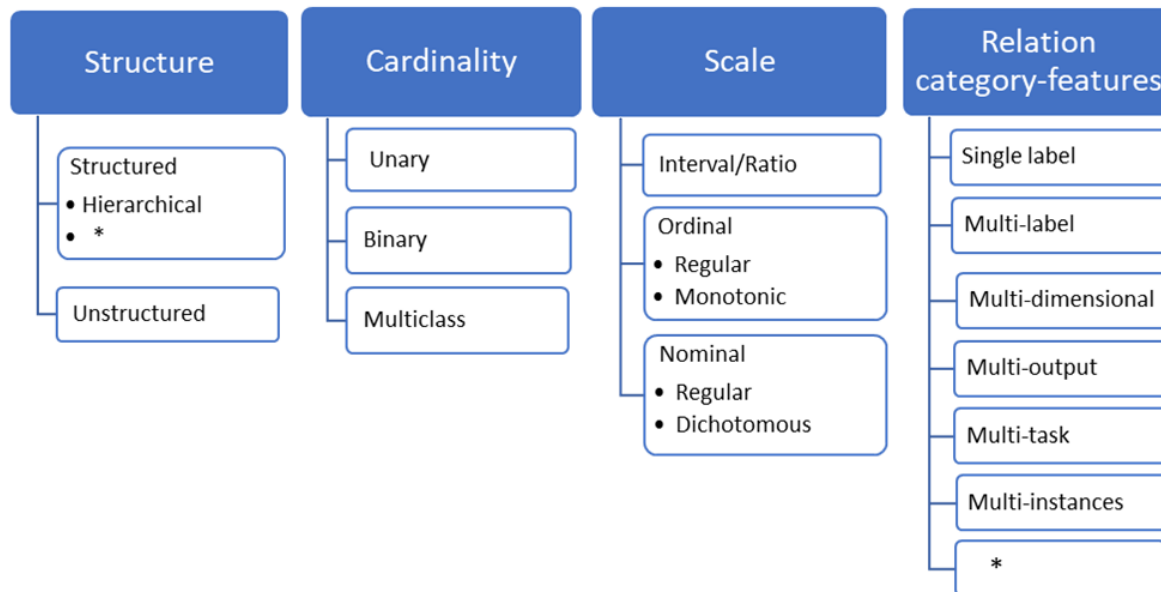 Structure
Structured
• Hierarchical
• *
Unstructured
Cardinality
Unary
Binary
Multiclass
Scale
Interval/Ratio
Ordinal
• Regular
• Monotonic
Nominal
• Regular
• Dichotomous
Relation
category-features
Single label
Multi-label
Multi-dimensional
Multi-output
Multi-task
Multi-instances
*